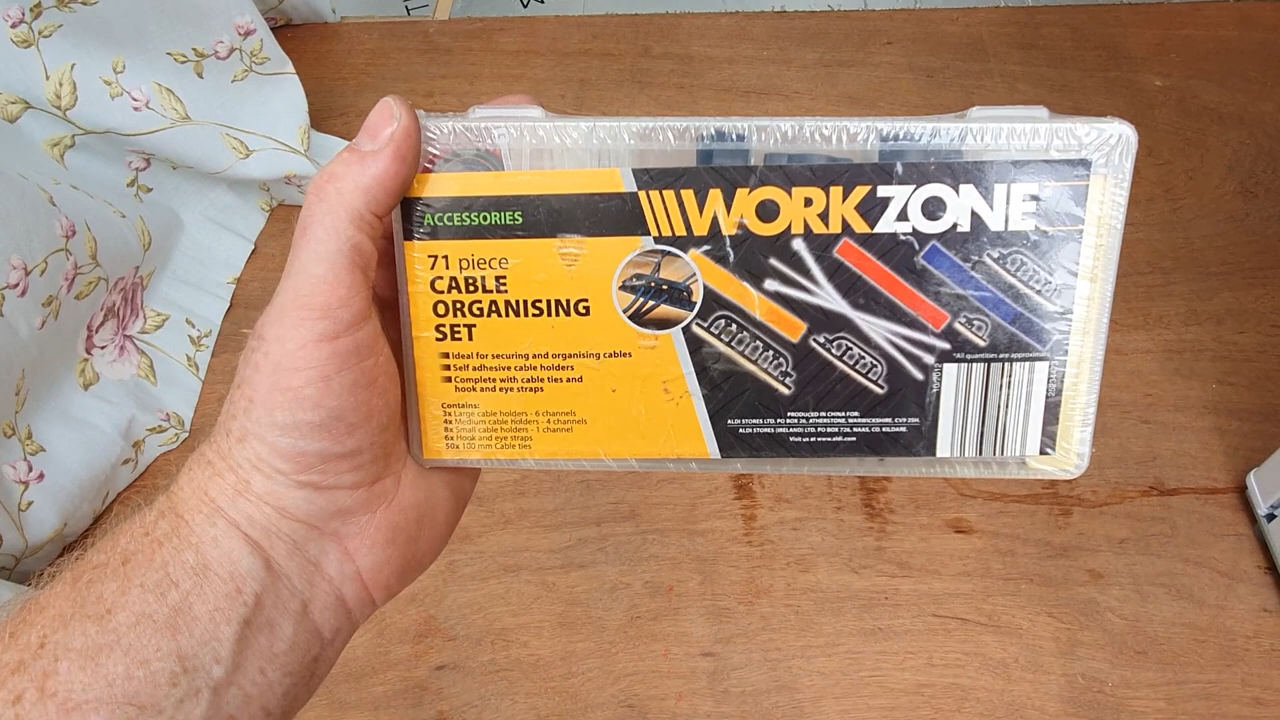 ACCESSORIES
WORKZONE
71 piece
CABLE
ORGANISING
SET
Ideal for securing and organising cables
Self adhesive cable holders
Complete with cable ties and
hook and eye straps
Contains:
3x Large cable holders - 6 channels
4x Medium cable holders - 4 channels
8x Small cable holders - 1 channel
6x Hook and eye straps
50x 100 mm Cable ties
*All quantities are approximate
10/2012
PRODUCED IN CHINA FOR:
ALDI STORES LTD. PO BOX 26, ATHERSTONE, WARWICKSHIRE, CV9 2SH.
ALDI STORES (IRELAND) LTD. PO BOX 726, NAAS, CO. KILDARE.
Visit us at www.aldi.com